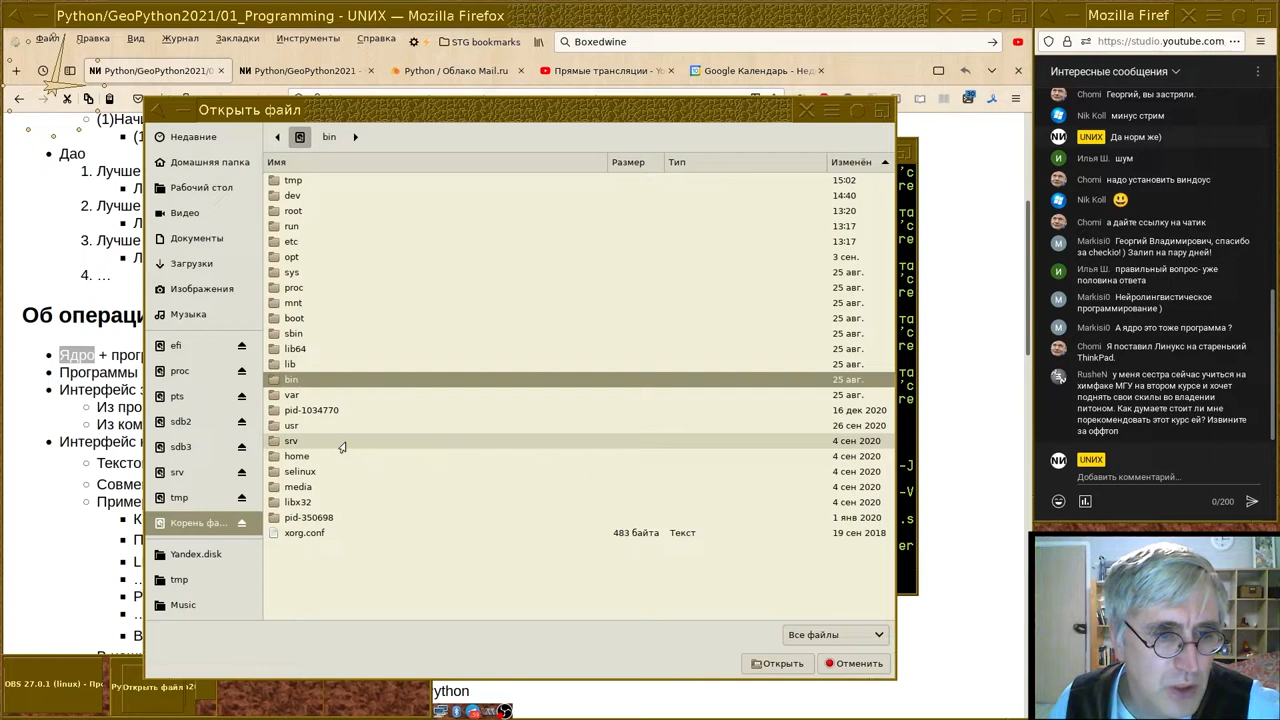 Python/GeoPython2021/01_Programming - UNИX — Mozilla Firefox
Mozilla Firef
Файл Правка Вид Журнал Закладки Инструменты Справка
STG bookmarks
Boxedwine
https://studio.youtube.com
Python/GeoPython2021/0
Python/GeoPython2021 -
Python / Облако Mail.ru
Прямые трансляции - Yo
Google Календарь - Нед
Интересные сообщения
Открыть файл
(1)Начи
Дао
1. Лучше
2. Лучше
3. Лучше
4. …
Об операци
Ядро + прогр
Программы
Интерфейс з
Из про
Из ком
Интерфейс к
Тексто
Совме
Приме
ython
Недавние
Домашняя папка
Рабочий стол
Видео
Документы
Загрузки
Изображения
Музыка
efi
proc
pts
sdb2
sdb3
srv
tmp
Корень фа...
Yandex.disk
tmp
Music
bin
Имя Размер Тип Изменён
tmp 15:02
dev 14:40
root 13:20
run 13:17
etc 13:17
opt 3 сен.
sys 25 авг.
proc 25 авг.
mnt 25 авг.
boot 25 авг.
sbin 25 авг.
lib64 25 авг.
lib 25 авг.
bin 25 авг.
var 25 авг.
pid-1034770 16 дек 2020
usr 26 сен 2020
srv 4 сен 2020
home 4 сен 2020
selinux 4 сен 2020
media 4 сен 2020
libx32 4 сен 2020
pid-350698 1 янв 2020
xorg.conf 483 байта Текст 19 сен 2018
Все файлы
Открыть
Отменить
OBS 27.0.1 (linux) - Пр
Открыть файл
Chomi Георгий, вы застряли.
Nik Koll минус стрим
UNИX Да норм же)
Илья Ш. шум
Chomi надо установить виндоус
Nik Koll
Chomi а дайте ссылку на чатик
Markisi0 Георгий Владимирович, спасибо
за checkio! ) Залип на пару дней!
Илья Ш. правильный вопрос- уже
половина ответа
Markisi0 Нейролингвистическое
программирование )
Markisi0 А ядро это тоже программа ?
Chomi Я поставил Линукс на старенький
ThinkPad.
RusheN у меня сестра сейчас учиться на
химфаке МГУ на втором курсе и хочет
поднять свои скилы во владении
питоном. Как думаете стоит ли мне
порекомендовать этот курс ей? Извините
за оффтоп
UNИX
Добавить комментарий...
0/200